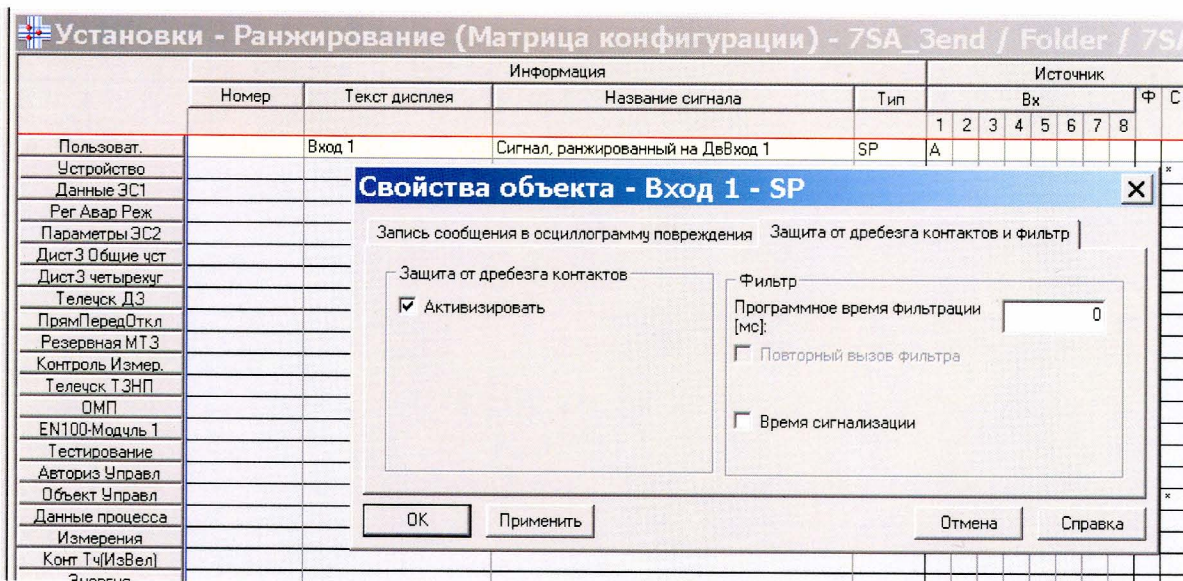 Установки - Ранжирование (Матрица конфигурации) - 7SA_3end / Folder / 7SA
Информация Источник
Номер Текст дисплея Название сигнала Тип Вх Ф С
1 2 3 4 5 6 7 8
Пользоват. Вход 1 Сигнал, ранжированный на ДвВход 1 SP A
Устройство *
Данные ЭС1
Рег Авар Реж
Параметры ЭС2
Дист3 Общие уст
Дист3 четырехуг
Телеуск ДЗ
ПрямПередОткл
Резервная МТЗ
Контроль Измер.
Телеуск ТЗНП
ОМП
EN100-Модуль 1
Тестирование
Авториз Управл
Объект Управл *
Данные процесса
Измерения
Конт Тч(ИзВел)
Энергия
Свойства объекта - Вход 1 - SP
Запись сообщения в осциллограмму повреждения Защита от дребезга контактов и фильтр
Защита от дребезга контактов
Активизировать
Фильтр
Программное время фильтрации
[мс]: 0
Повторный вызов фильтра
Время сигнализации
OK Применить Отмена Справка